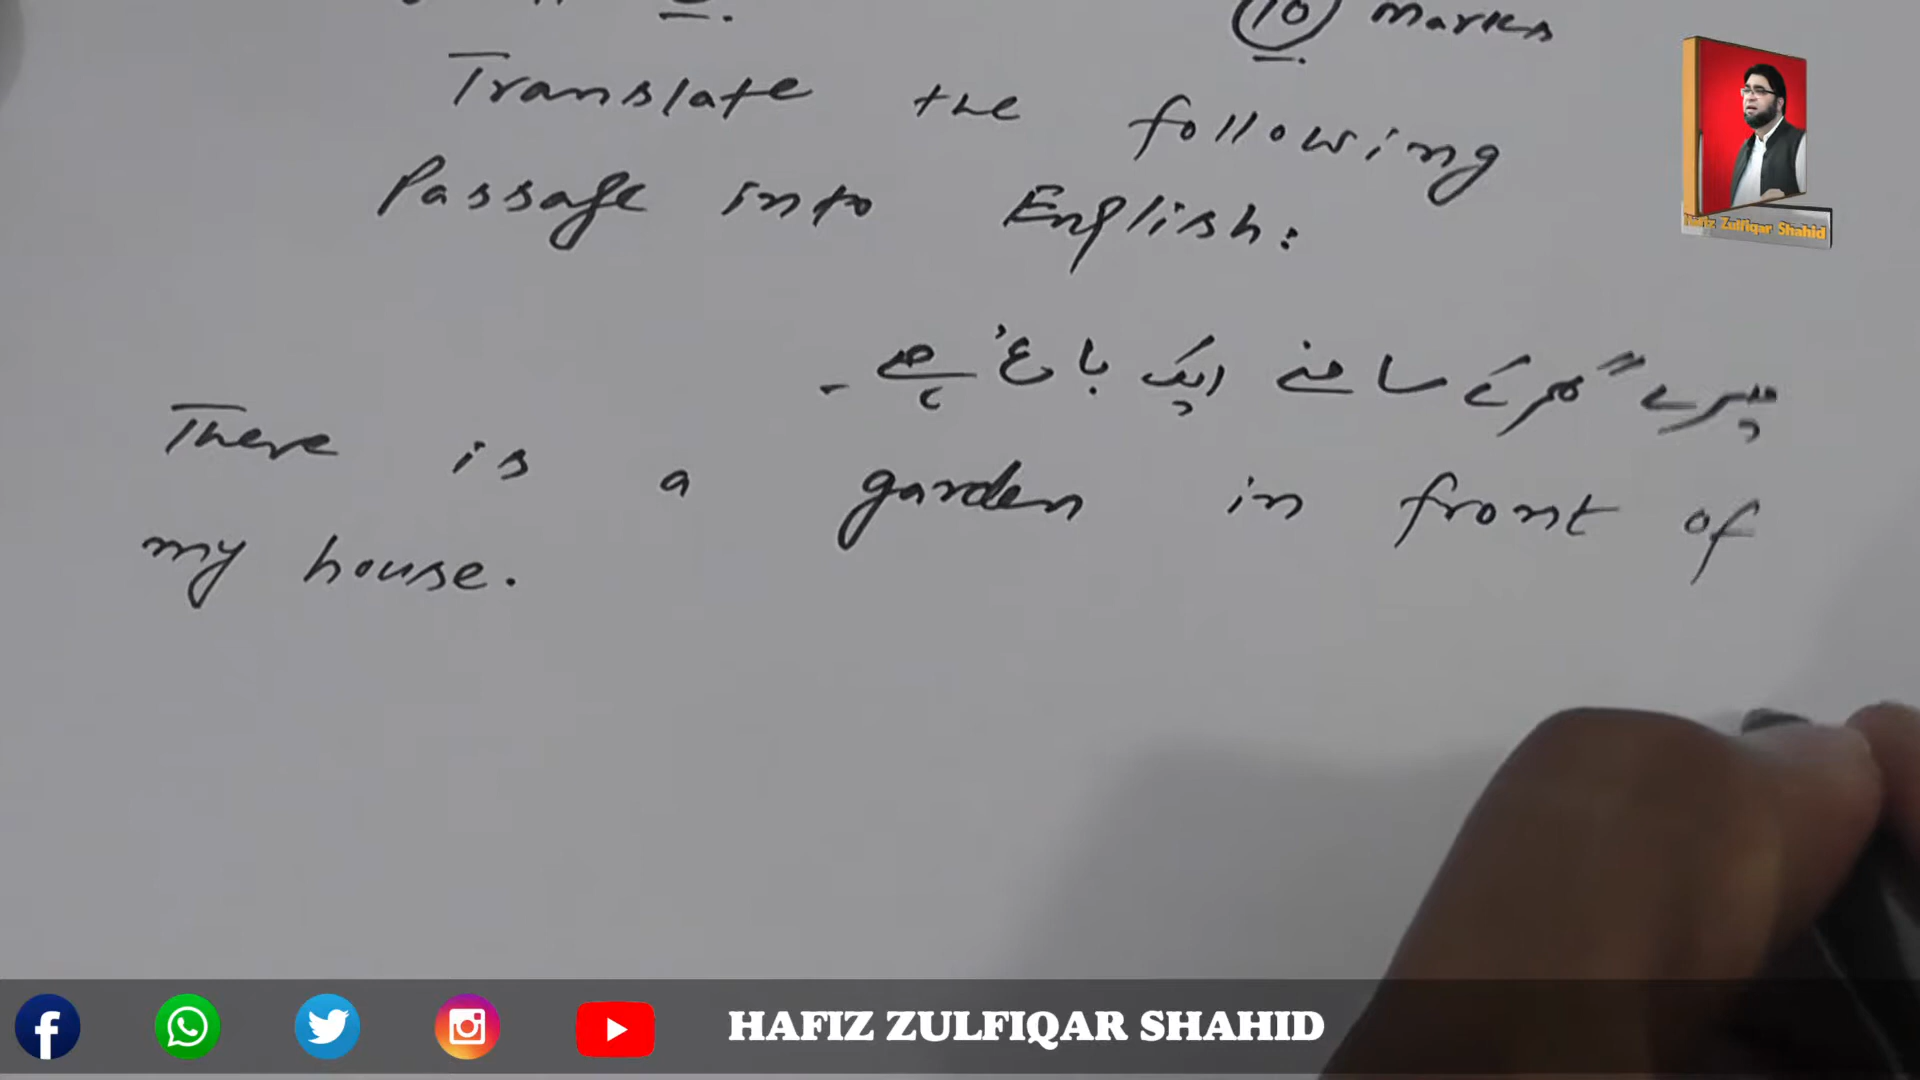 10 Marks
Translate the following
Passage into English:
میرے گھر کے سامنے ایک باغ ہے ۔
There is a garden in front of
my house.
Hafiz Zulfiqar Shahid
HAFIZ ZULFIQAR SHAHID